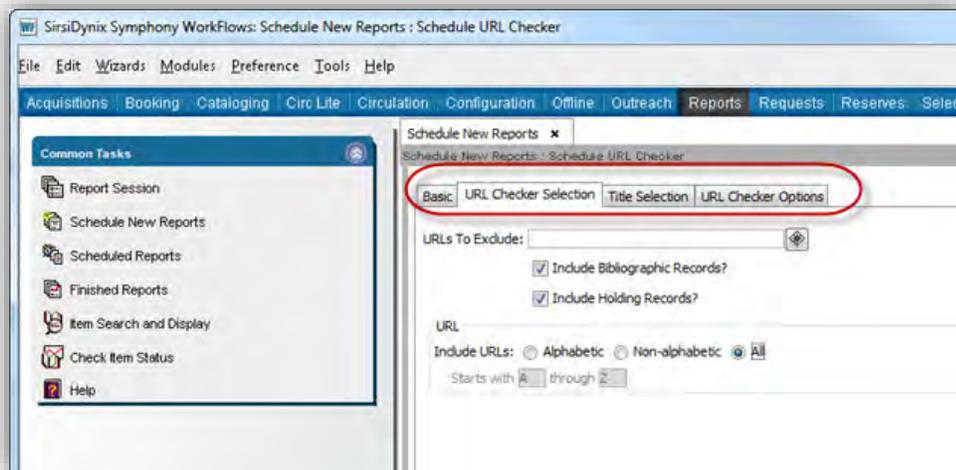 SirsiDynix Symphony WorkFlows: Schedule New Reports : Schedule URL Checker
File Edit Wizards Modules Preference Tools Help
Acquisitions Booking Cataloging Circ Lite Circulation Configuration Offline Outreach Reports Requests Reserves Selec
Schedule New Reports x
Schedule New Reports : Schedule URL Checker
Common Tasks
Report Session
Schedule New Reports
Scheduled Reports
Finished Reports
Item Search and Display
Check Item Status
Help
Basic URL Checker Selection Title Selection URL Checker Options
URLs To Exclude:
Include Bibliographic Records?
Include Holding Records?
URL
Include URLs: Alphabetic Non-alphabetic All
Starts with A through Z